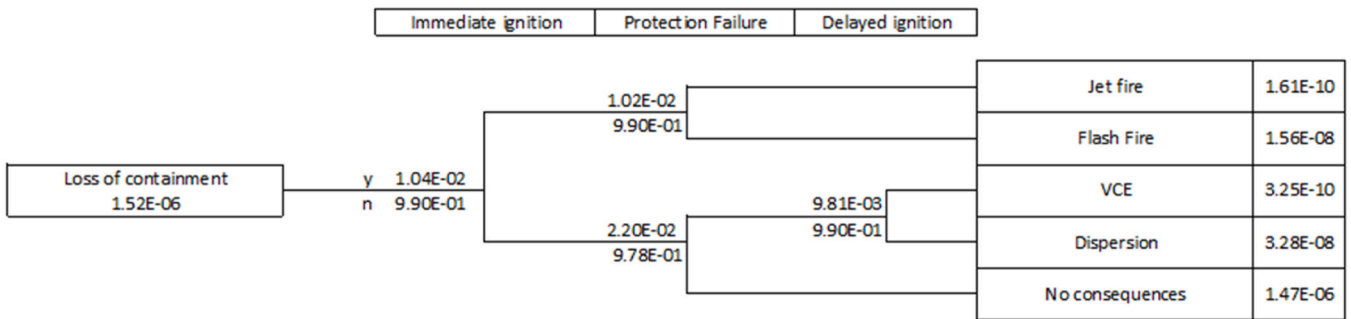 Immediate ignition Protection Failure Delayed ignition
Jet fire 1.61E-10
1.02E-02
9.90E-01
Flash Fire 1.56E-08
Loss of containment
1.52E-06
y 1.04E-02
n 9.90E-01
VCE 3.25E-10
9.81E-03
9.90E-01
2.20E-02
9.78E-01
Dispersion 3.28E-08
No consequences 1.47E-06